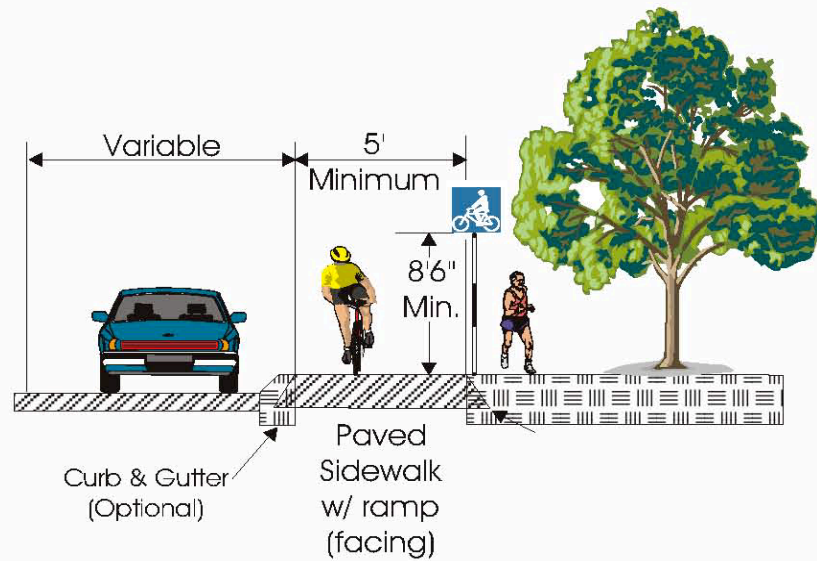 Variable
5'
Minimum
8'6"
Min.
Curb & Gutter
(Optional)
Paved
Sidewalk
w/ ramp
(facing)